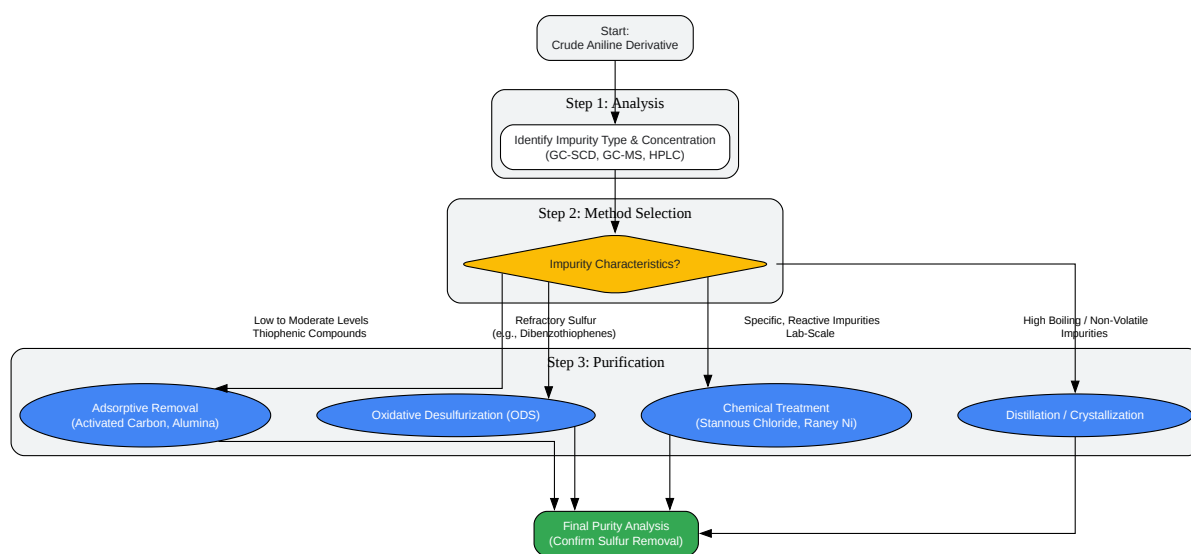 Start:
Crude Aniline Derivative
Step 1: Analysis
Identify Impurity Type & Concentration
(GC-SCD, GC-MS, HPLC)
Step 2: Method Selection
Impurity Characteristics?
Low to Moderate Levels
Thiophenic Compounds
Refractory Sulfur
(e.g., Dibenzothiophenes)
Specific, Reactive Impurities
Lab-Scale
High Boiling / Non-Volatile
Impurities
Step 3: Purification
Adsorptive Removal
(Activated Carbon, Alumina)
Oxidative Desulfurization (ODS)
Chemical Treatment
(Stannous Chloride, Raney Ni)
Distillation / Crystallization
Final Purity Analysis
(Confirm Sulfur Removal)